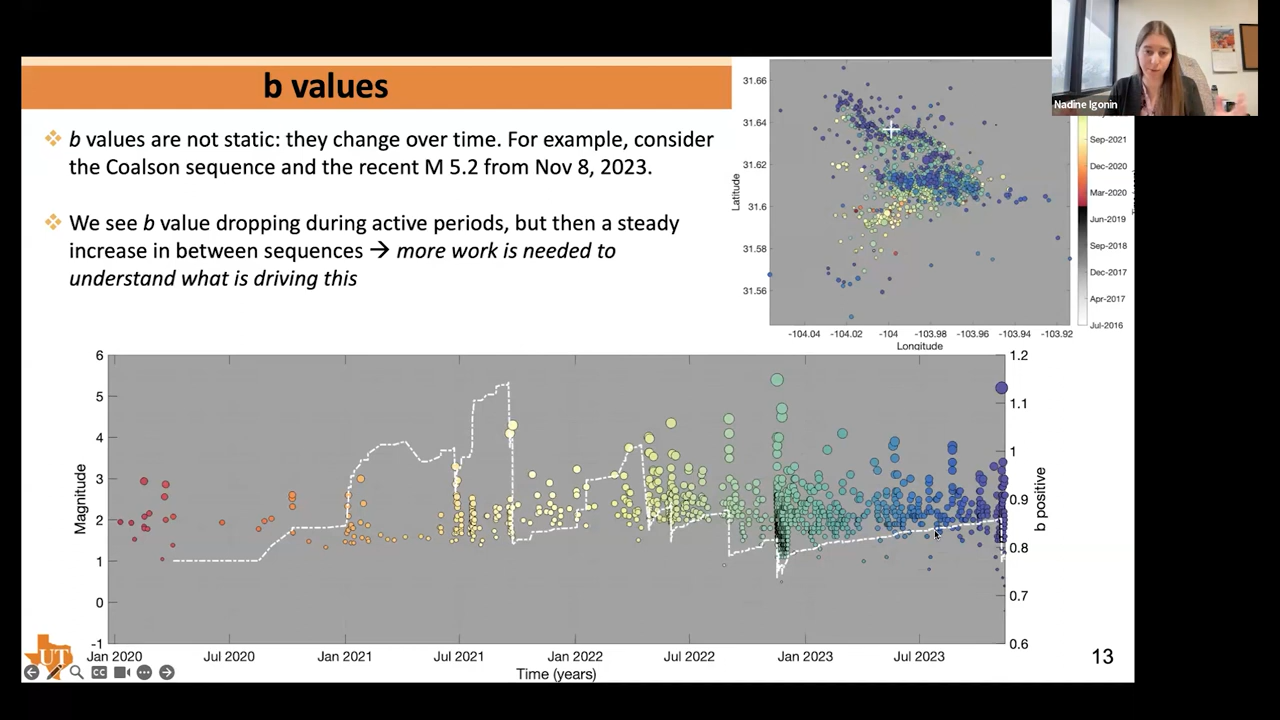 Nadine Igonin
b values
❖ b values are not static: they change over time. For example, consider
the Coalson sequence and the recent M 5.2 from Nov 8, 2023.
❖ We see b value dropping during active periods, but then a steady
increase in between sequences → more work is needed to
understand what is driving this
31.66
31.64
31.62
31.6
31.58
31.56
Latitude
-104.04 -104.02 -104 -103.98 -103.96 -103.94 -103.92
Longitude
Sep-2021
Dec-2020
Mar-2020
Jun-2019
Sep-2018
Dec-2017
Apr-2017
Jul-2016
6
5
4
3
2
1
0
-1
Magnitude
1.2
1.1
1
0.9
0.8
0.7
0.6
b positive
Jan 2020 Jul 2020 Jan 2021 Jul 2021 Jan 2022 Jul 2022 Jan 2023 Jul 2023
Time (years)
UT
CC
13